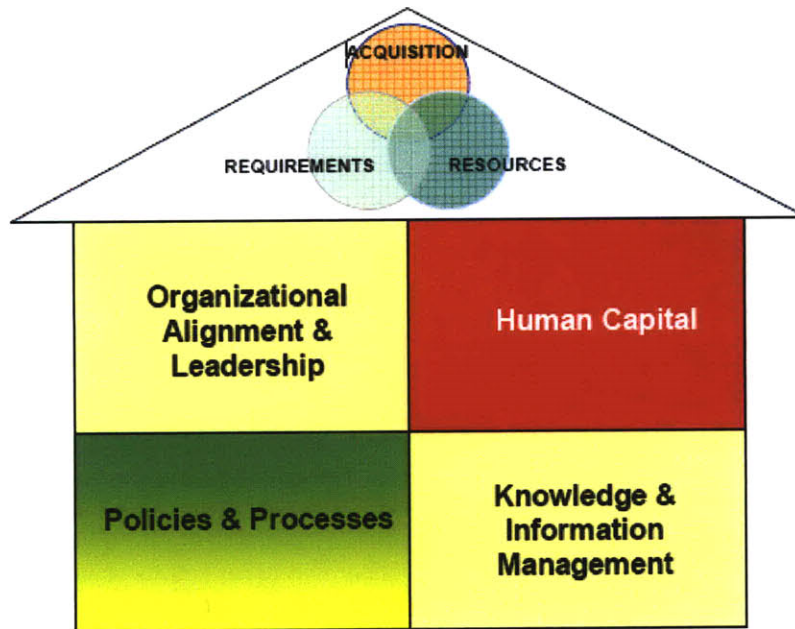 ACQUISITION
REQUIREMENTS
RESOURCES
Organizational
Alignment &
Leadership
Human Capital
Policies & Processes
Knowledge &
Information
Management